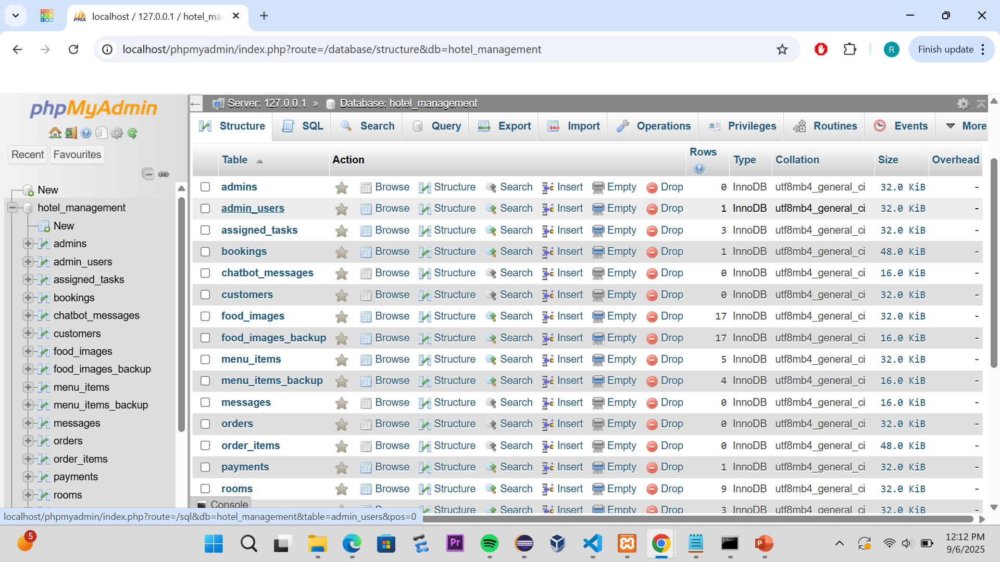 localhost / 127.0.0.1 / hotel_ma
localhost/phpmyadmin/index.php?route=/database/structure&db=hotel_management
R
Finish update
phpMyAdmin
Recent
Favourites
New
hotel_management
New
admins
admin_users
assigned_tasks
bookings
chatbot_messages
customers
food_images
food_images_backup
menu_items
menu_items_backup
messages
orders
order_items
payments
rooms
Server: 127.0.0.1 » Database: hotel_management
Structure SQL Search Query Export Import Operations Privileges Routines Events More
Table Action Rows Type Collation Size Overhead
admins Browse Structure Search Insert Empty Drop 0 InnoDB utf8mb4_general_ci 32.0 KiB -
admin_users Browse Structure Search Insert Empty Drop 1 InnoDB utf8mb4_general_ci 32.0 KiB -
assigned_tasks Browse Structure Search Insert Empty Drop 3 InnoDB utf8mb4_general_ci 32.0 KiB -
bookings Browse Structure Search Insert Empty Drop 1 InnoDB utf8mb4_general_ci 48.0 KiB -
chatbot_messages Browse Structure Search Insert Empty Drop 0 InnoDB utf8mb4_general_ci 16.0 KiB -
customers Browse Structure Search Insert Empty Drop 0 InnoDB utf8mb4_general_ci 32.0 KiB -
food_images Browse Structure Search Insert Empty Drop 17 InnoDB utf8mb4_general_ci 32.0 KiB -
food_images_backup Browse Structure Search Insert Empty Drop 17 InnoDB utf8mb4_general_ci 16.0 KiB -
menu_items Browse Structure Search Insert Empty Drop 5 InnoDB utf8mb4_general_ci 32.0 KiB -
menu_items_backup Browse Structure Search Insert Empty Drop 4 InnoDB utf8mb4_general_ci 16.0 KiB -
messages Browse Structure Search Insert Empty Drop 0 InnoDB utf8mb4_general_ci 16.0 KiB -
orders Browse Structure Search Insert Empty Drop 0 InnoDB utf8mb4_general_ci 32.0 KiB -
order_items Browse Structure Search Insert Empty Drop 0 InnoDB utf8mb4_general_ci 48.0 KiB -
payments Browse Structure Search Insert Empty Drop 1 InnoDB utf8mb4_general_ci 32.0 KiB -
rooms Browse Structure Search Insert Empty Drop 9 InnoDB utf8mb4_general_ci 32.0 KiB -
Structure Search Insert Empty Drop 3 InnoDB utf8mb4_general_ci 32.0 KiB -
Console
localhost/phpmyadmin/index.php?route=/sql&db=hotel_management&table=admin_users&pos=0
5
Pr
P
12:12 PM
9/6/2025